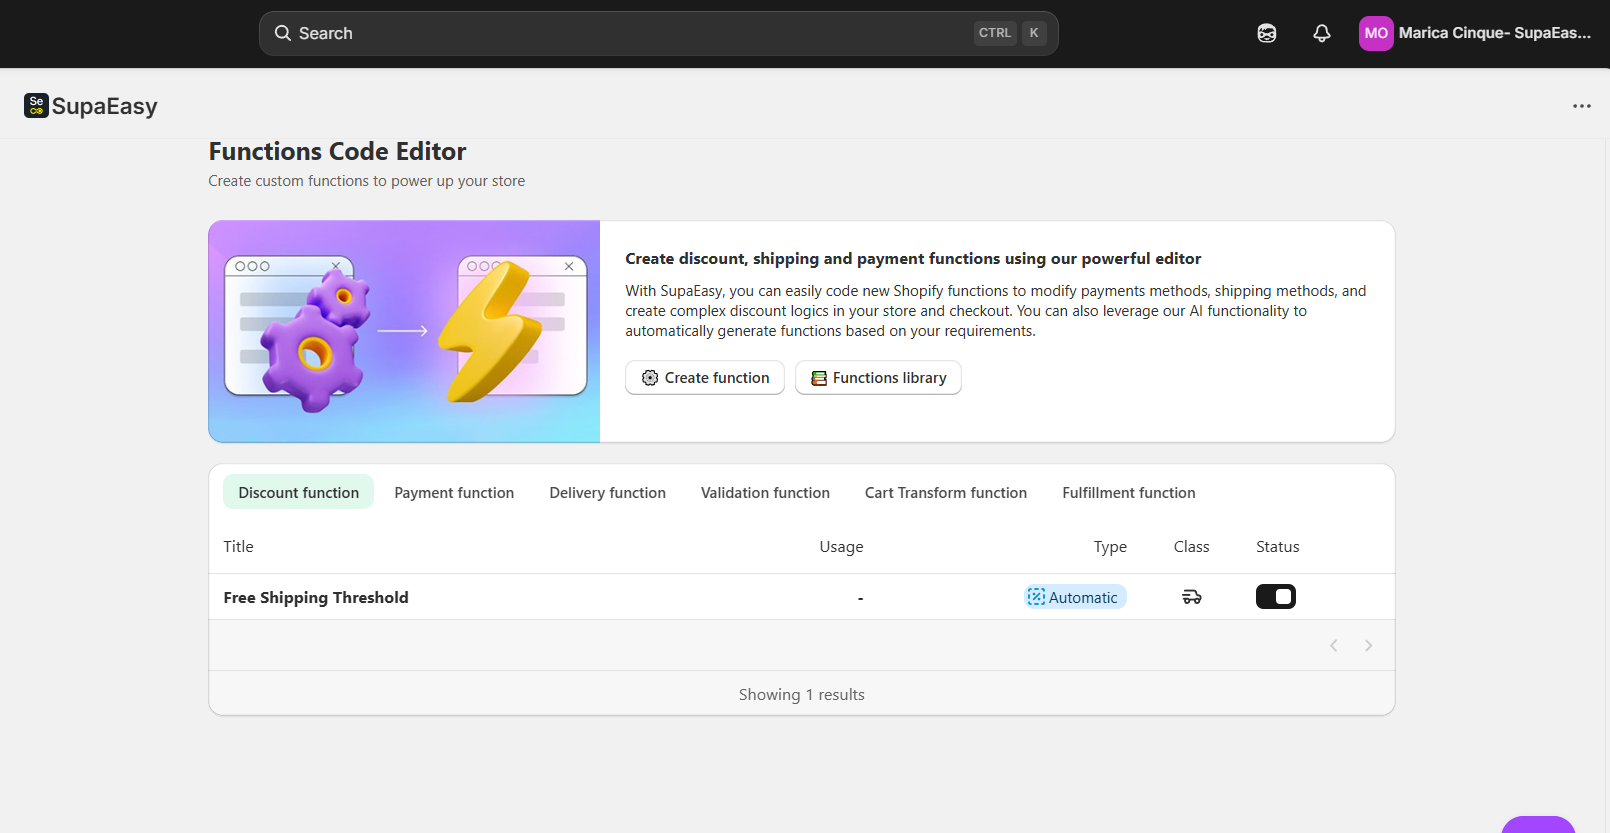 Search
CTRL K
MO Marica Cinque- SupaEas...
Se SupaEasy
Functions Code Editor
Create custom functions to power up your store
Create discount, shipping and payment functions using our powerful editor
With SupaEasy, you can easily code new Shopify functions to modify payments methods, shipping methods, and
create complex discount logics in your store and checkout. You can also leverage our AI functionality to
automatically generate functions based on your requirements.
Create function Functions library
Discount function Payment function Delivery function Validation function Cart Transform function Fulfillment function
Title Usage Type Class Status
Free Shipping Threshold - Automatic
Showing 1 results